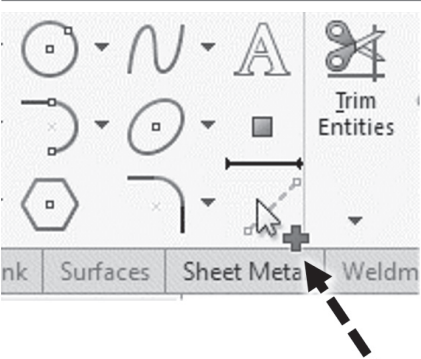 A
Trim
Entities
nk
Surfaces
Sheet Meta
Weldm